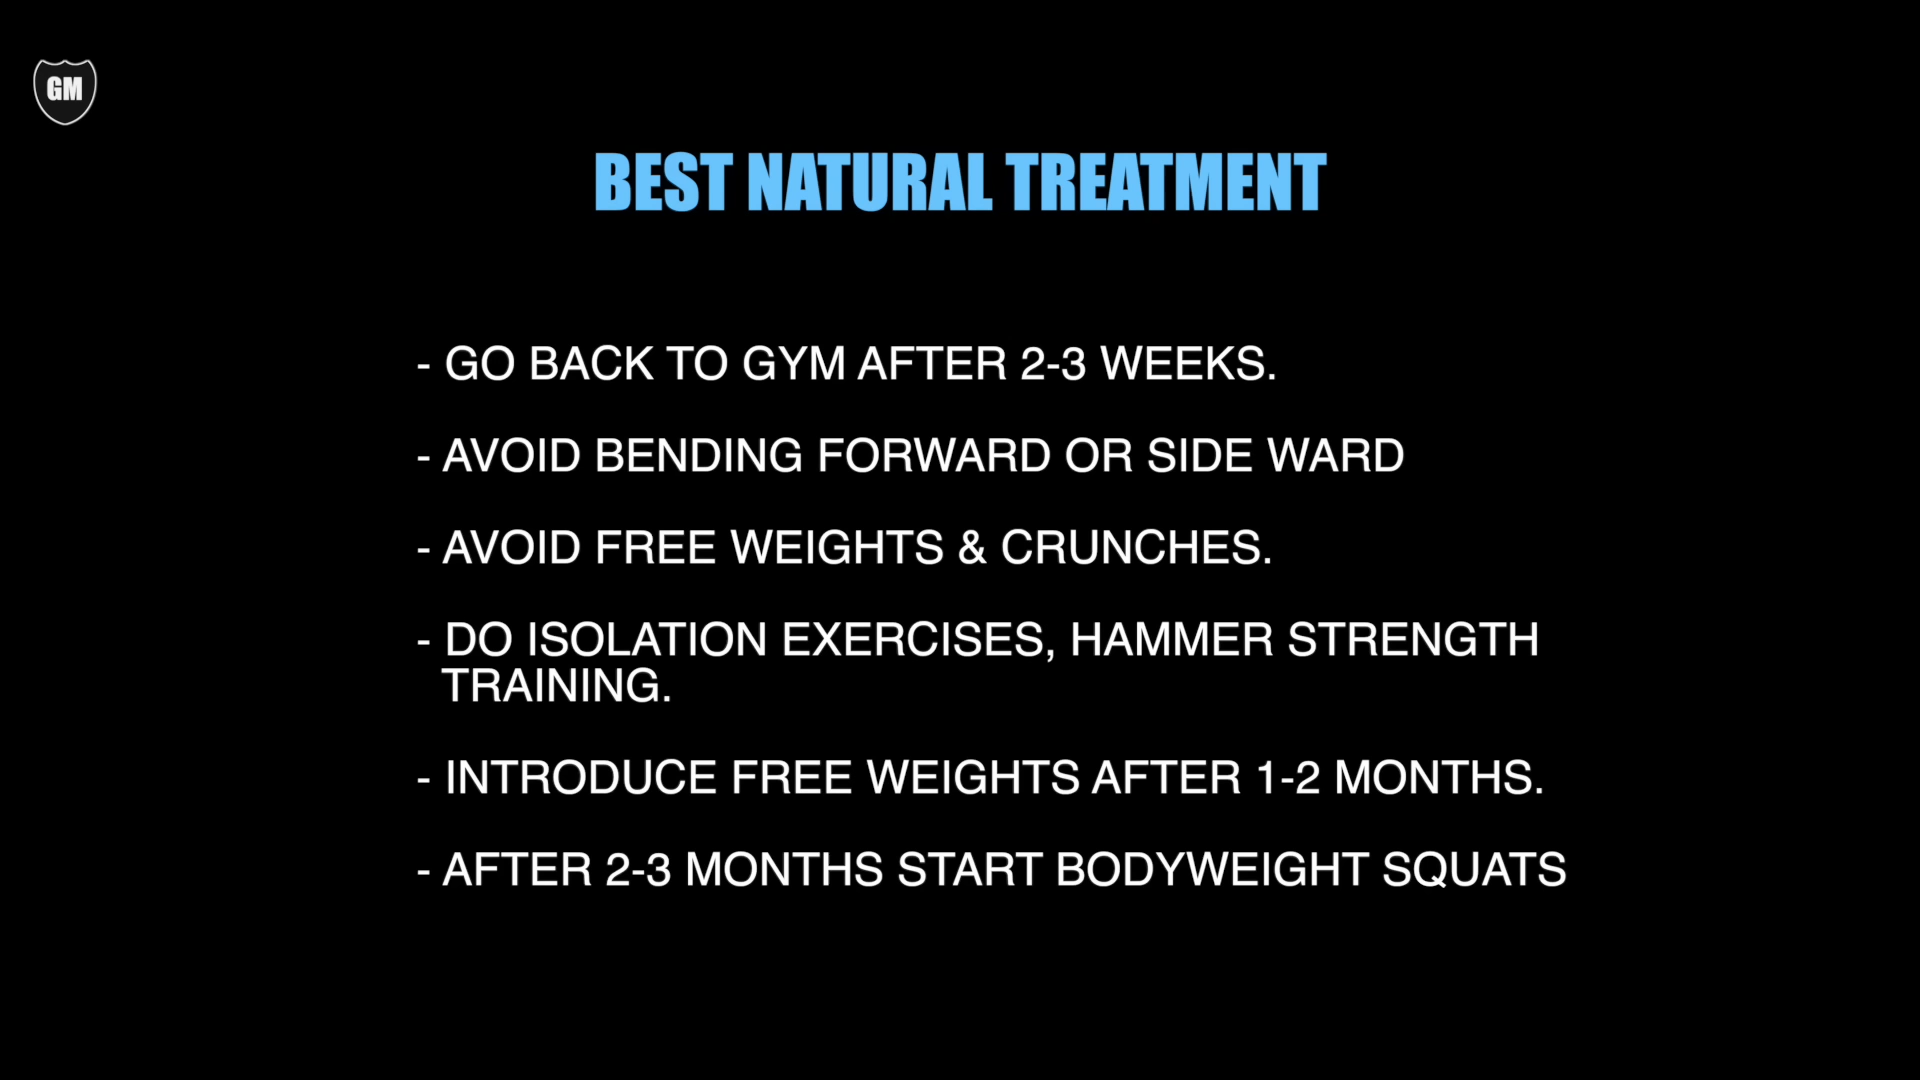 GM
BEST NATURAL TREATMENT
- GO BACK TO GYM AFTER 2-3 WEEKS.
- AVOID BENDING FORWARD OR SIDE WARD
- AVOID FREE WEIGHTS & CRUNCHES.
- DO ISOLATION EXERCISES, HAMMER STRENGTH
TRAINING.
- INTRODUCE FREE WEIGHTS AFTER 1-2 MONTHS.
- AFTER 2-3 MONTHS START BODYWEIGHT SQUATS